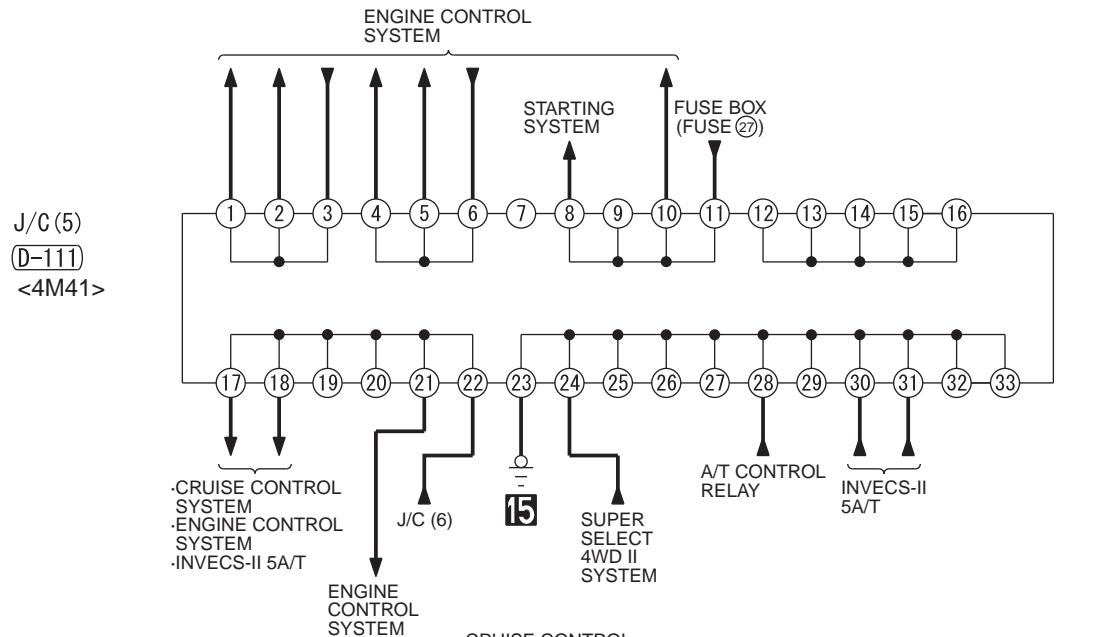 ENGINE CONTROL
SYSTEM
STARTING
SYSTEM
FUSE BOX
(FUSE ㉗)
J/C (5)
D-111
<4M41>
1 2 3 4 5 6 7 8 9 10 11 12 13 14 15 16
17 18 19 20 21 22 23 24 25 26 27 28 29 30 31 32 33
·CRUISE CONTROL
SYSTEM
·ENGINE CONTROL
SYSTEM
·INVECS-II 5A/T
ENGINE
CONTROL
SYSTEM
J/C (6)
15
SUPER
SELECT
4WD II
SYSTEM
A/T CONTROL
RELAY
INVECS-II
5A/T
CRUISE CONTROL